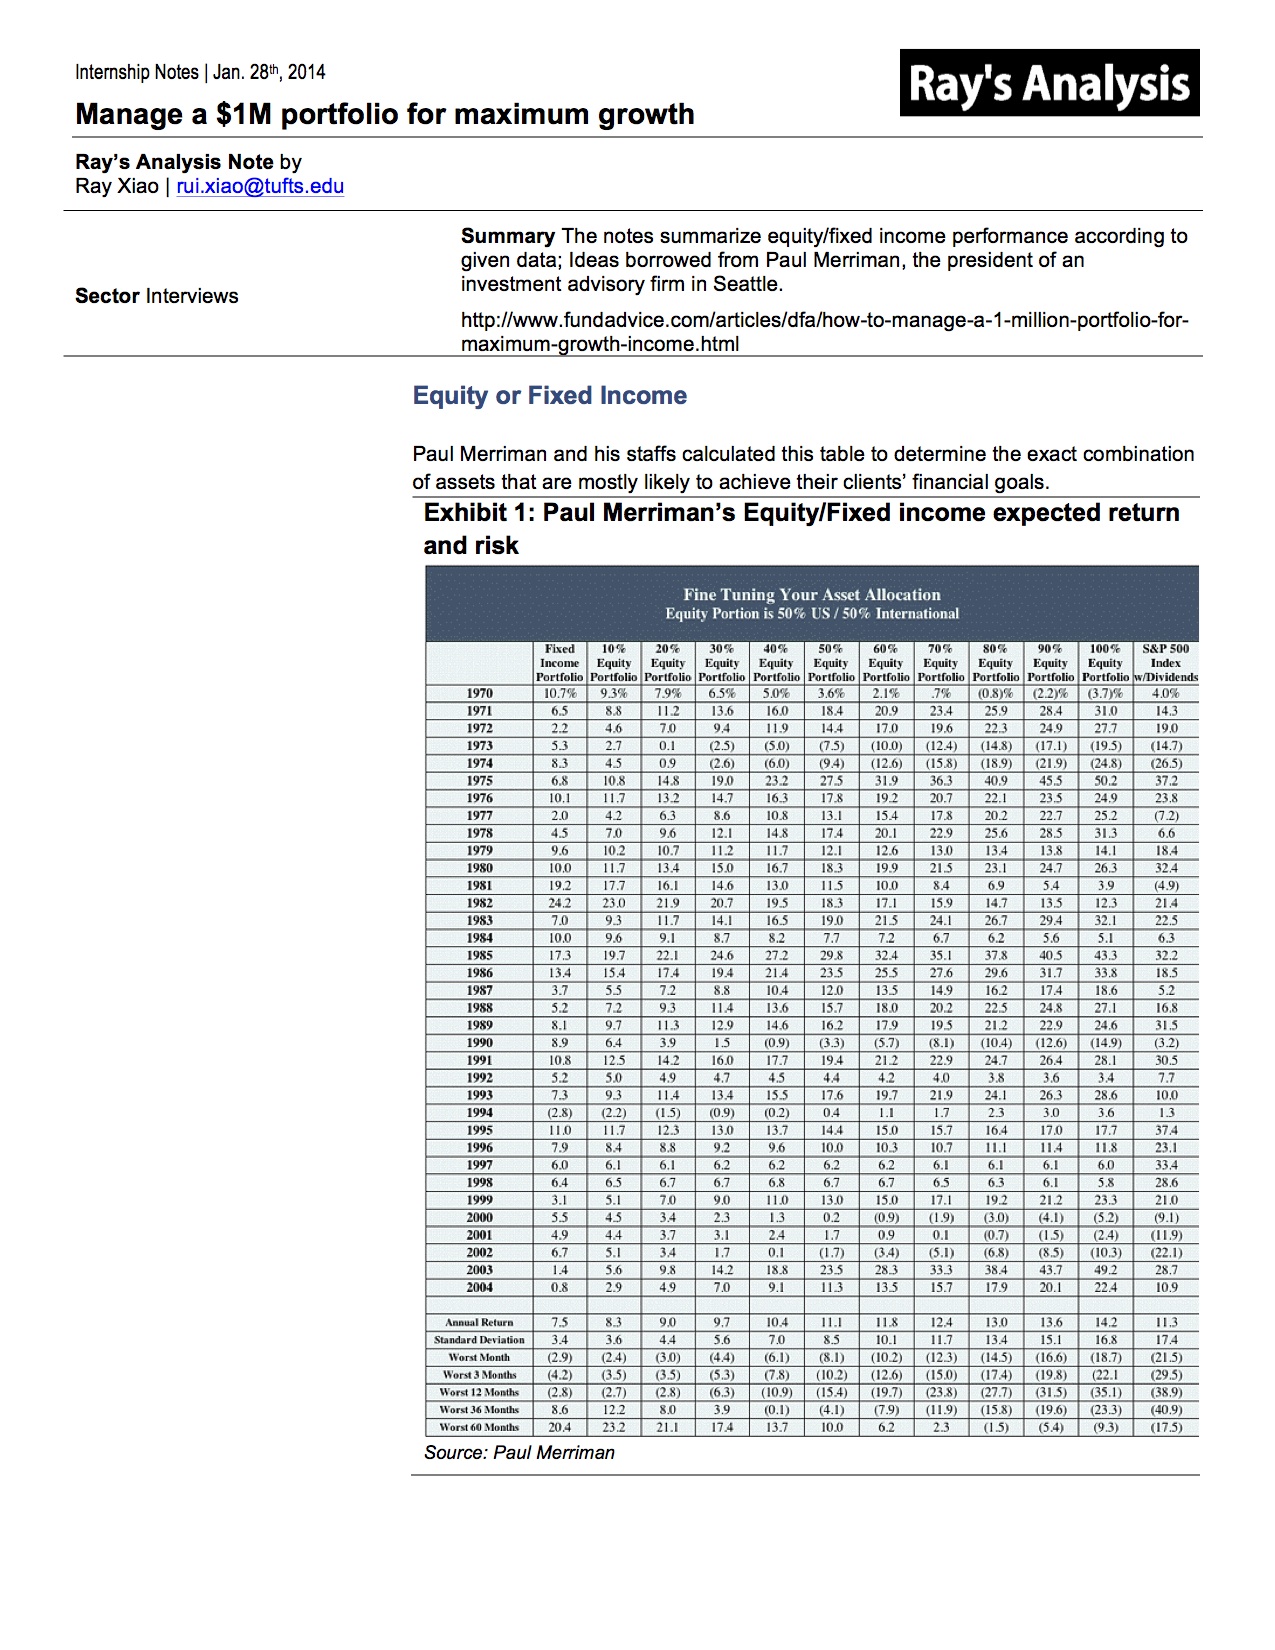 Internship Notes | Jan. 28th, 2014
Ray's Analysis
Manage a $1M portfolio for maximum growth
Ray’s Analysis Note by
Ray Xiao | rui.xiao@tufts.edu
Sector Interviews
Summary The notes summarize equity/fixed income performance according to
given data; Ideas borrowed from Paul Merriman, the president of an
investment advisory firm in Seattle.
http://www.fundadvice.com/articles/dfa/how-to-manage-a-1-million-portfolio-for-
maximum-growth-income.html
Equity or Fixed Income
Paul Merriman and his staffs calculated this table to determine the exact combination
of assets that are mostly likely to achieve their clients’ financial goals.
Exhibit 1: Paul Merriman’s Equity/Fixed income expected return
and risk
Fine Tuning Your Asset Allocation
Equity Portion is 50% US / 50% International
Fixed 10% 20% 30% 40% 50% 60% 70% 80% 90% 100% S&P 500
Income Equity Equity Equity Equity Equity Equity Equity Equity Equity Equity Index
Portfolio Portfolio Portfolio Portfolio Portfolio Portfolio Portfolio Portfolio Portfolio Portfolio Portfolio w/Dividends
1970 10.7% 9.3% 7.9% 6.5% 5.0% 3.6% 2.1% .7% (0.8)% (2.2)% (3.7)% 4.0%
1971 6.5 8.8 11.2 13.6 16.0 18.4 20.9 23.4 25.9 28.4 31.0 14.3
1972 2.2 4.6 7.0 9.4 11.9 14.4 17.0 19.6 22.3 24.9 27.7 19.0
1973 5.3 2.7 0.1 (2.5) (5.0) (7.5) (10.0) (12.4) (14.8) (17.1) (19.5) (14.7)
1974 8.3 4.5 0.9 (2.6) (6.0) (9.4) (12.6) (15.8) (18.9) (21.9) (24.8) (26.5)
1975 6.8 10.8 14.8 19.0 23.2 27.5 31.9 36.3 40.9 45.5 50.2 37.2
1976 10.1 11.7 13.2 14.7 16.3 17.8 19.2 20.7 22.1 23.5 24.9 23.8
1977 2.0 4.2 6.3 8.6 10.8 13.1 15.4 17.8 20.2 22.7 25.2 (7.2)
1978 4.5 7.0 9.6 12.1 14.8 17.4 20.1 22.9 25.6 28.5 31.3 6.6
1979 9.6 10.2 10.7 11.2 11.7 12.1 12.6 13.0 13.4 13.8 14.1 18.4
1980 10.0 11.7 13.4 15.0 16.7 18.3 19.9 21.5 23.1 24.7 26.3 32.4
1981 19.2 17.7 16.1 14.6 13.0 11.5 10.0 8.4 6.9 5.4 3.9 (4.9)
1982 24.2 23.0 21.9 20.7 19.5 18.3 17.1 15.9 14.7 13.5 12.3 21.4
1983 7.0 9.3 11.7 14.1 16.5 19.0 21.5 24.1 26.7 29.4 32.1 22.5
1984 10.0 9.6 9.1 8.7 8.2 7.7 7.2 6.7 6.2 5.6 5.1 6.3
1985 17.3 19.7 22.1 24.6 27.2 29.8 32.4 35.1 37.8 40.5 43.3 32.2
1986 13.4 15.4 17.4 19.4 21.4 23.5 25.5 27.6 29.6 31.7 33.8 18.5
1987 3.7 5.5 7.2 8.8 10.4 12.0 13.5 14.9 16.2 17.4 18.6 5.2
1988 5.2 7.2 9.3 11.4 13.6 15.7 18.0 20.2 22.5 24.8 27.1 16.8
1989 8.1 9.7 11.3 12.9 14.6 16.2 17.9 19.5 21.2 22.9 24.6 31.5
1990 8.9 6.4 3.9 1.5 (0.9) (3.3) (5.7) (8.1) (10.4) (12.6) (14.9) (3.2)
1991 10.8 12.5 14.2 16.0 17.7 19.4 21.2 22.9 24.7 26.4 28.1 30.5
1992 5.2 5.0 4.9 4.7 4.5 4.4 4.2 4.0 3.8 3.6 3.4 7.7
1993 7.3 9.3 11.4 13.4 15.5 17.6 19.7 21.9 24.1 26.3 28.6 10.0
1994 (2.8) (2.2) (1.5) (0.9) (0.2) 0.4 1.1 1.7 2.3 3.0 3.6 1.3
1995 11.0 11.7 12.3 13.0 13.7 14.4 15.0 15.7 16.4 17.0 17.7 37.4
1996 7.9 8.4 8.8 9.2 9.6 10.0 10.3 10.7 11.1 11.4 11.8 23.1
1997 6.0 6.1 6.1 6.2 6.2 6.2 6.2 6.1 6.1 6.1 6.0 33.4
1998 6.4 6.5 6.7 6.7 6.8 6.7 6.7 6.5 6.3 6.1 5.8 28.6
1999 3.1 5.1 7.0 9.0 11.0 13.0 15.0 17.1 19.2 21.2 23.3 21.0
2000 5.5 4.5 3.4 2.3 1.3 0.2 (0.9) (1.9) (3.0) (4.1) (5.2) (9.1)
2001 4.9 4.4 3.7 3.1 2.4 1.7 0.9 0.1 (0.7) (1.5) (2.4) (11.9)
2002 6.7 5.1 3.4 1.7 0.1 (1.7) (3.4) (5.1) (6.8) (8.5) (10.3) (22.1)
2003 1.4 5.6 9.8 14.2 18.8 23.5 28.3 33.3 38.4 43.7 49.2 28.7
2004 0.8 2.9 4.9 7.0 9.1 11.3 13.5 15.7 17.9 20.1 22.4 10.9
Annual Return 7.5 8.3 9.0 9.7 10.4 11.1 11.8 12.4 13.0 13.6 14.2 11.3
Standard Deviation 3.4 3.6 4.4 5.6 7.0 8.5 10.1 11.7 13.4 15.1 16.8 17.4
Worst Month (2.9) (2.4) (3.0) (4.4) (6.1) (8.1) (10.2) (12.3) (14.5) (16.6) (18.7) (21.5)
Worst 3 Months (4.2) (3.5) (3.5) (5.3) (7.8) (10.2) (12.6) (15.0) (17.4) (19.8) (22.1 (29.5)
Worst 12 Months (2.8) (2.7) (2.8) (6.3) (10.9) (15.4) (19.7) (23.8) (27.7) (31.5) (35.1) (38.9)
Worst 36 Months 8.6 12.2 8.0 3.9 (0.1) (4.1) (7.9) (11.9) (15.8) (19.6) (23.3) (40.9)
Worst 60 Months 20.4 23.2 21.1 17.4 13.7 10.0 6.2 2.3 (1.5) (5.4) (9.3) (17.5)
Source: Paul Merriman